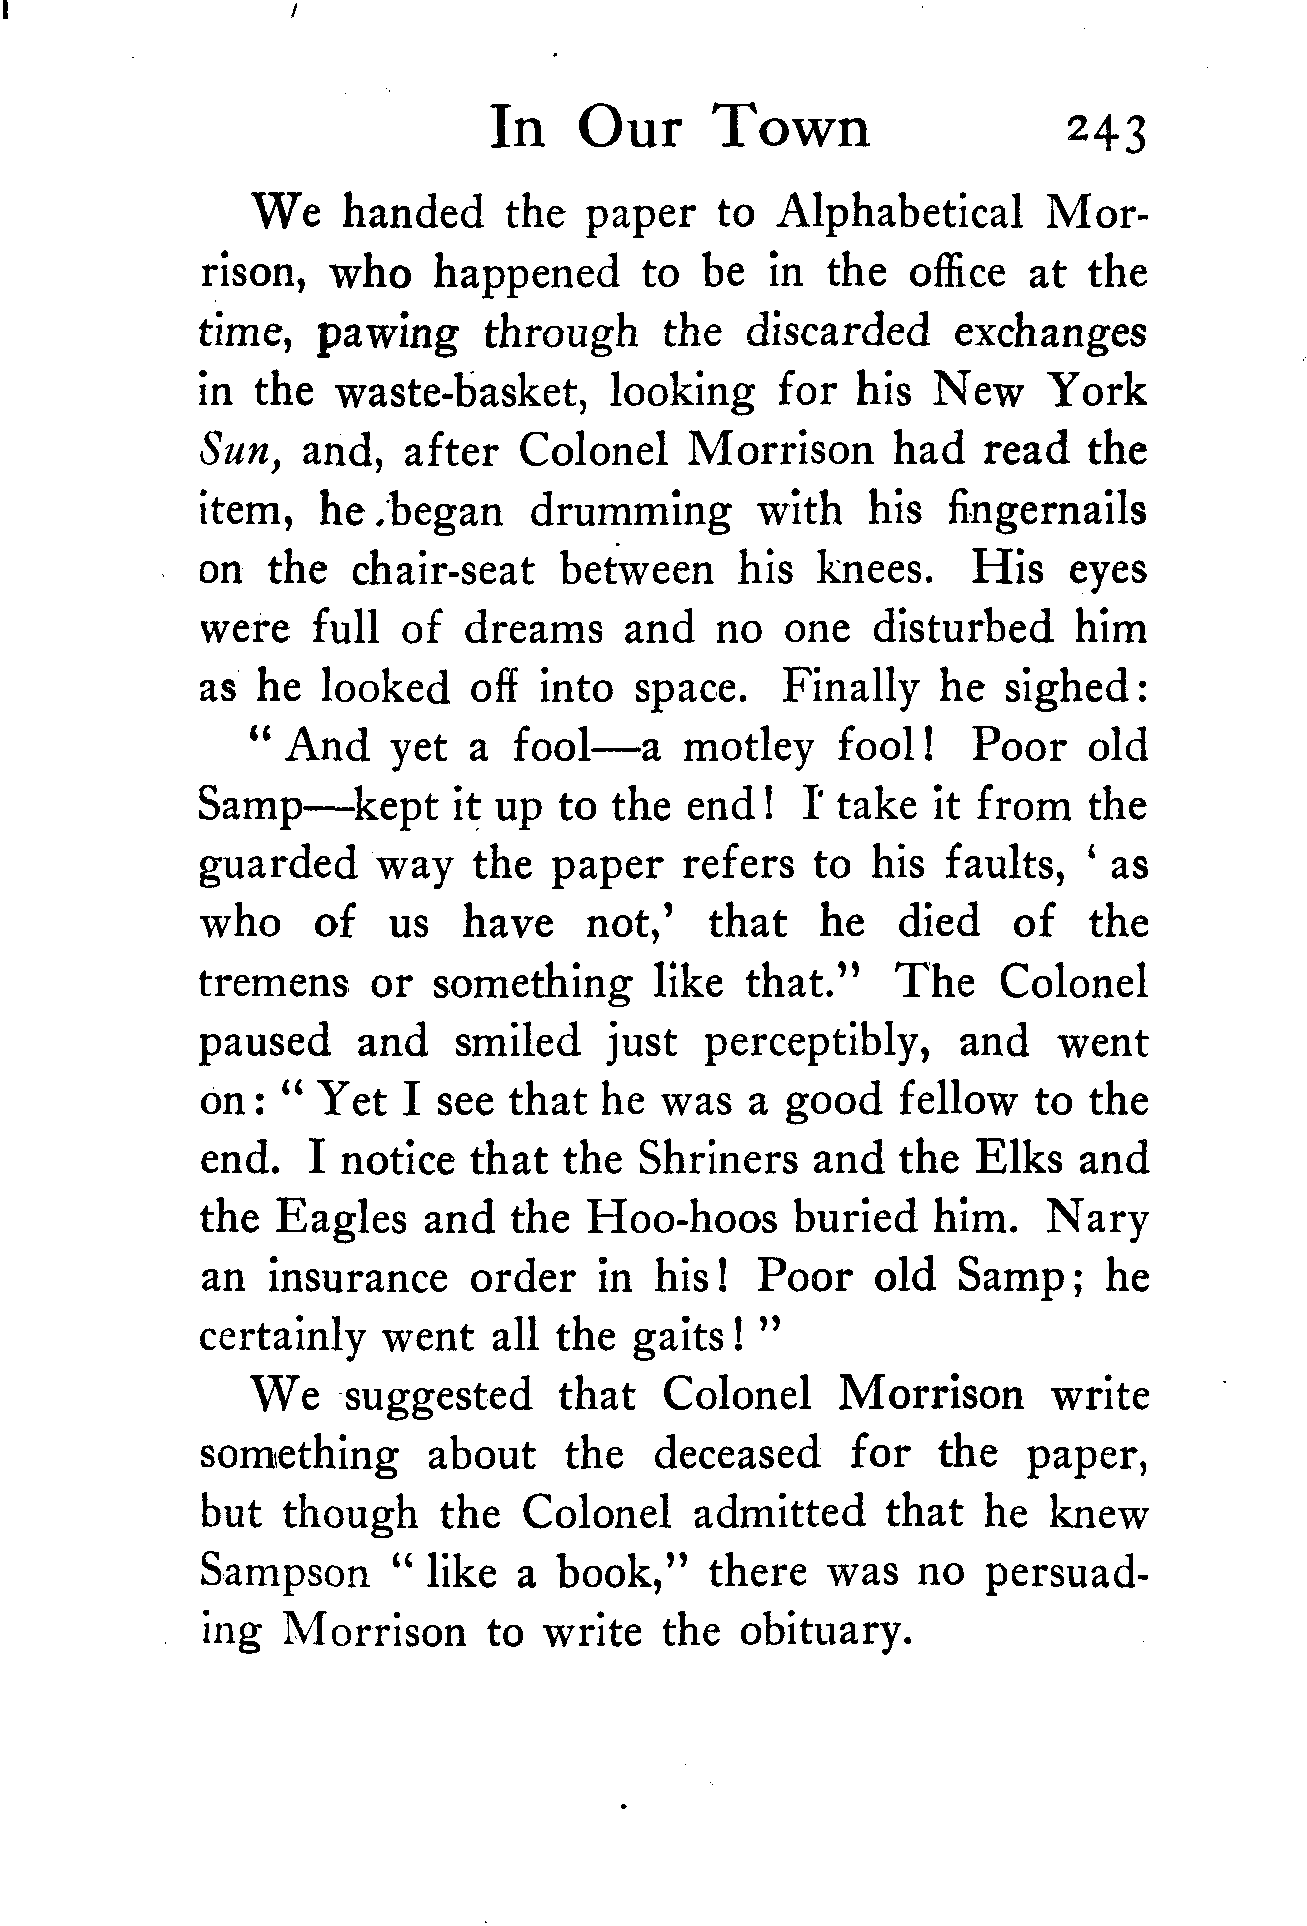 In Our Town 243
We handed the paper to Alphabetical Mor-
rison, who happened to be in the office at the
time, pawing through the discarded exchanges
in the waste-basket, looking for his New York
Sun, and, after Colonel Morrison had read the
item, he began drumming with his fingernails
on the chair-seat between his knees. His eyes
were full of dreams and no one disturbed him
as he looked off into space. Finally he sighed:
“ And yet a fool—a motley fool! Poor old
Samp—kept it up to the end! I take it from the
guarded way the paper refers to his faults, ‘ as
who of us have not,’ that he died of the
tremens or something like that.” The Colonel
paused and smiled just perceptibly, and went
on: “ Yet I see that he was a good fellow to the
end. I notice that the Shriners and the Elks and
the Eagles and the Hoo-hoos buried him. Nary
an insurance order in his! Poor old Samp; he
certainly went all the gaits! ”
We suggested that Colonel Morrison write
something about the deceased for the paper,
but though the Colonel admitted that he knew
Sampson “ like a book,” there was no persuad-
ing Morrison to write the obituary.